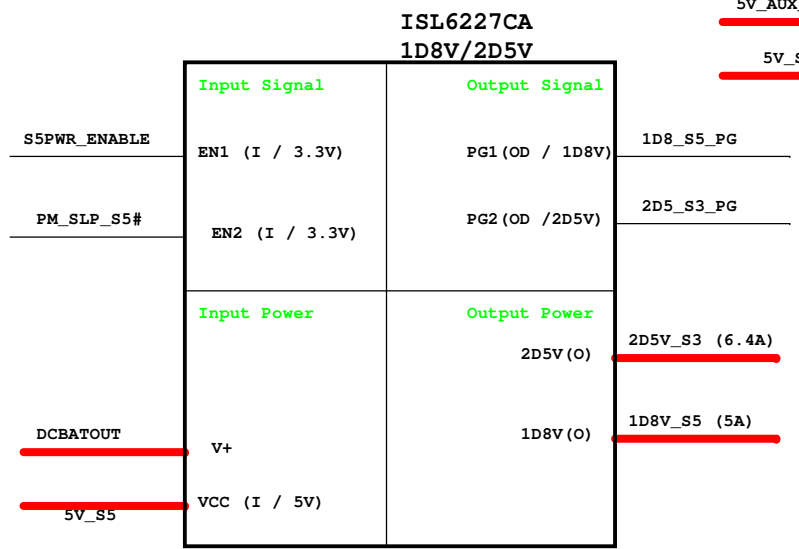 5V_AUX
ISL6227CA
1D8V/2D5V
5V_S
Input Signal
Output Signal
S5PWR_ENABLE
EN1 (I / 3.3V)
PG1(OD / 1D8V)
1D8_S5_PG
PM_SLP_S5#
EN2 (I / 3.3V)
PG2(OD /2D5V)
2D5_S3_PG
Input Power
Output Power
2D5V(O)
2D5V_S3 (6.4A)
DCBATOUT
V+
1D8V(O)
1D8V_S5 (5A)
VCC (I / 5V)
5V_S5